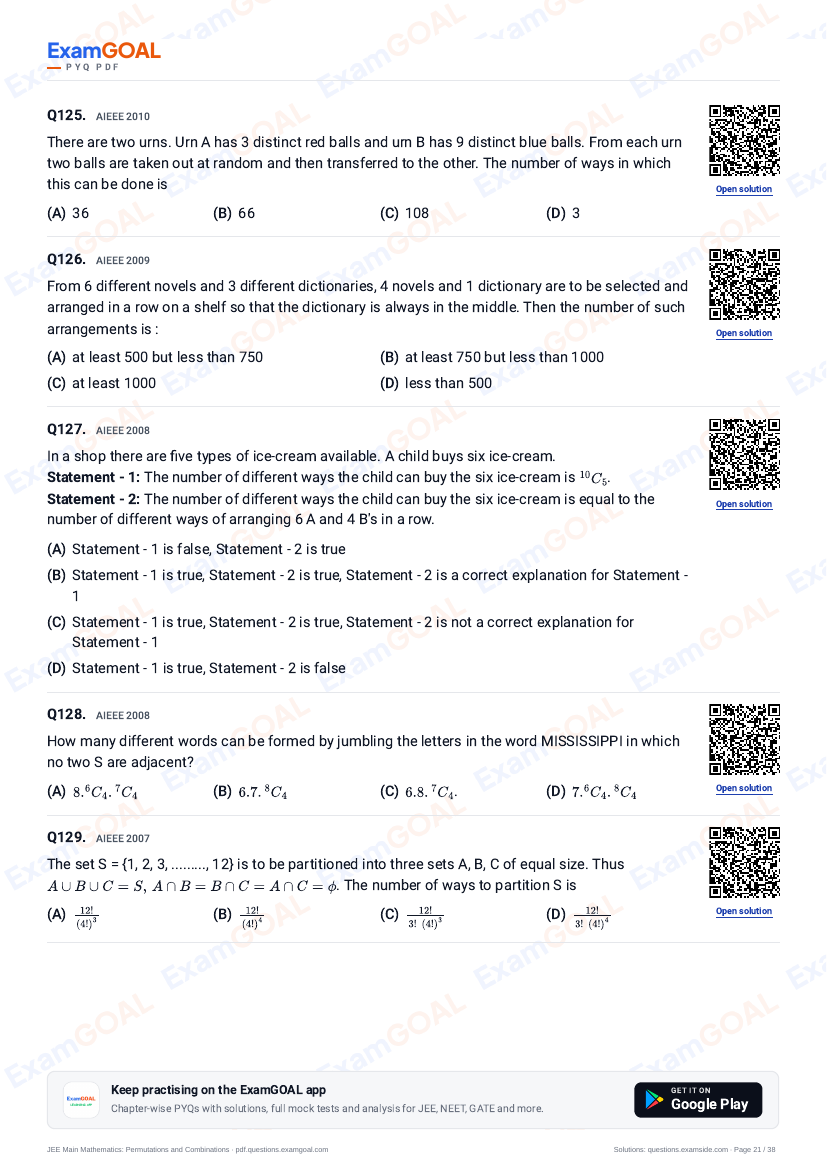 ExamGOAL
PYQ PDF
Q125. AIEEE 2010
There are two urns. Urn A has 3 distinct red balls and urn B has 9 distinct blue balls. From each urn
two balls are taken out at random and then transferred to the other. The number of ways in which
this can be done is
(A) 36 (B) 66 (C) 108 (D) 3
Open solution
Q126. AIEEE 2009
From 6 different novels and 3 different dictionaries, 4 novels and 1 dictionary are to be selected and
arranged in a row on a shelf so that the dictionary is always in the middle. Then the number of such
arrangements is :
(A) at least 500 but less than 750 (B) at least 750 but less than 1000
(C) at least 1000 (D) less than 500
Open solution
Q127. AIEEE 2008
In a shop there are five types of ice-cream available. A child buys six ice-cream.
Statement - 1: The number of different ways the child can buy the six ice-cream is $^{10}C_5$.
Statement - 2: The number of different ways the child can buy the six ice-cream is equal to the
number of different ways of arranging 6 A and 4 B's in a row.
(A) Statement - 1 is false, Statement - 2 is true
(B) Statement - 1 is true, Statement - 2 is true, Statement - 2 is a correct explanation for Statement -
1
(C) Statement - 1 is true, Statement - 2 is true, Statement - 2 is not a correct explanation for
Statement - 1
(D) Statement - 1 is true, Statement - 2 is false
Open solution
Q128. AIEEE 2008
How many different words can be formed by jumbling the letters in the word MISSISSIPPI in which
no two S are adjacent?
(A) $8.{}^6C_4.{}^7C_4$ (B) $6.7.{}^8C_4$ (C) $6.8.{}^7C_4.$ (D) $7.{}^6C_4.{}^8C_4$
Open solution
Q129. AIEEE 2007
The set S = {1, 2, 3, ........., 12} is to be partitioned into three sets A, B, C of equal size. Thus
$A \cup B \cup C = S, A \cap B = B \cap C = A \cap C = \phi$. The number of ways to partition S is
(A) $\frac{12!}{(4!)^3}$ (B) $\frac{12!}{(4!)^4}$ (C) $\frac{12!}{3!\ (4!)^3}$ (D) $\frac{12!}{3!\ (4!)^4}$
Open solution
Keep practising on the ExamGOAL app
Chapter-wise PYQs with solutions, full mock tests and analysis for JEE, NEET, GATE and more.
GET IT ON
Google Play
JEE Main Mathematics: Permutations and Combinations · pdf.questions.examgoal.com
Solutions: questions.examside.com · Page 21 / 38